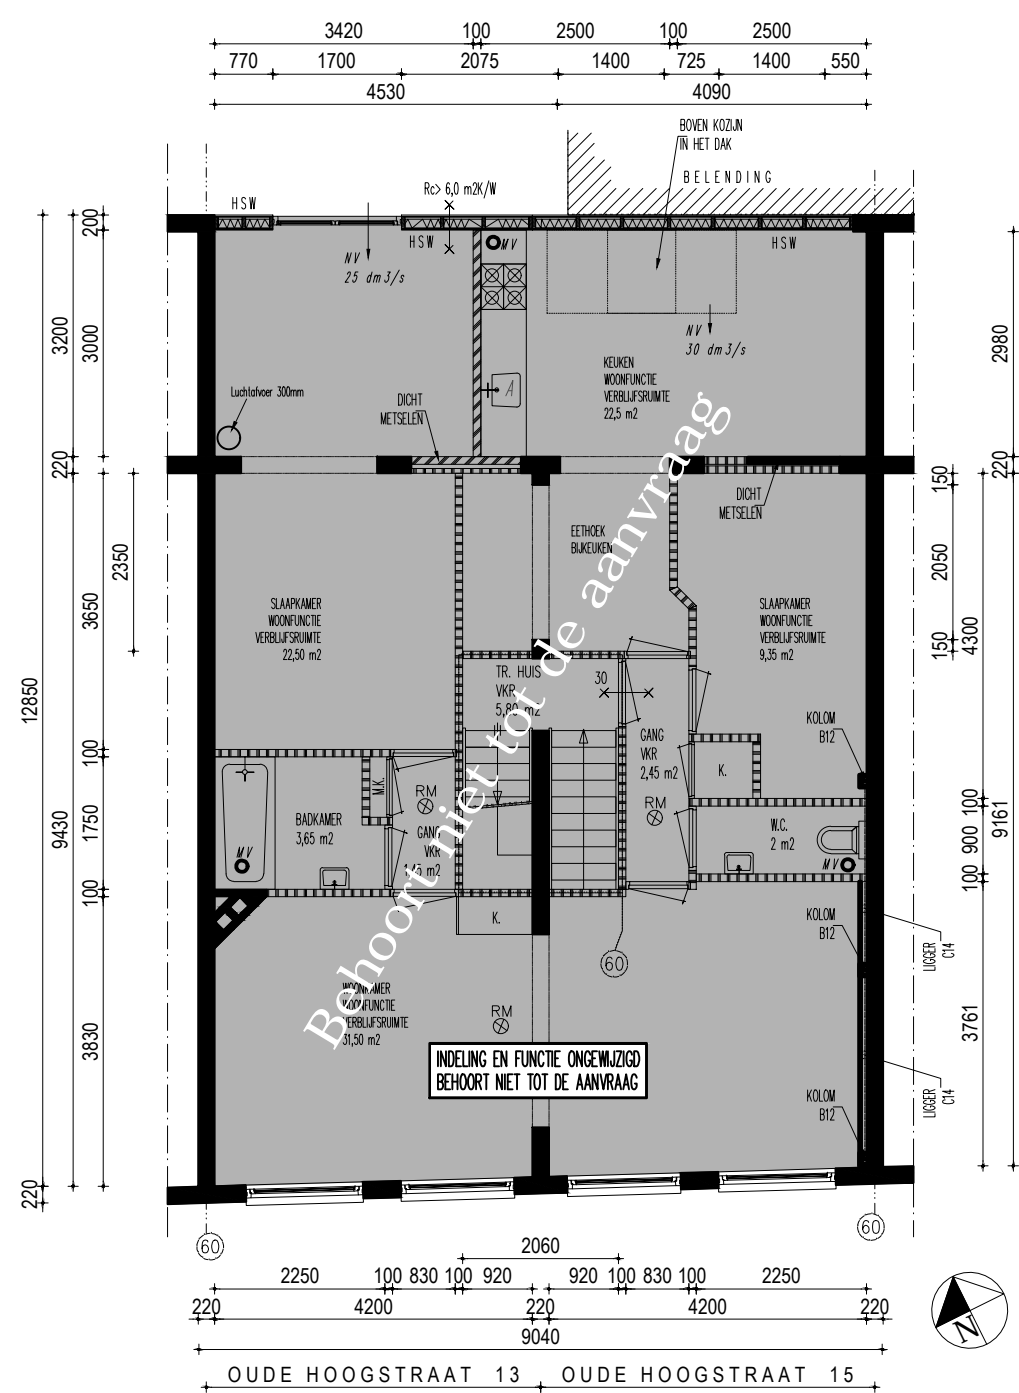 3420 100 2500 100 2500
770 1700 2075 1400 725 1400 550
4530 4090
BOVEN KOZIJN
IN HET DAK
BELENDING
Rc> 6,0 m2K/W
HSW
HSW
HSW
MV
NV
25 dm3/s
NV
30 dm3/s
KEUKEN
WOONFUNCTIE
VERBLIJFSRUIMTE
22,5 m2
A
Luchtafvoer 300mm
DICHT
METSELEN
DICHT
METSELEN
EETHOEK
BIJKEUKEN
SLAAPKAMER
WOONFUNCTIE
VERBLIJFSRUIMTE
22,50 m2
SLAAPKAMER
WOONFUNCTIE
VERBLIJFSRUIMTE
9,35 m2
TR. HUIS
VKR
5,80 m2
30
GANG
VKR
2,45 m2
KOLOM
B12
K.
M.K.
RM
RM
BADKAMER
3,65 m2
GANG
VKR
1,45 m2
W.C.
2 m2
MV
MV
K.
KOLOM
B12
LIGGER
C14
60
WOONKAMER
WOONFUNCTIE
VERBLIJFSRUIMTE
31,50 m2
RM
INDELING EN FUNCTIE ONGEWIJZIGD
BEHOORT NIET TOT DE AANVRAAG
KOLOM
B12
LIGGER
C14
Behoort niet tot de aanvraag
12850
220
3200
220
9430
200
3000
3650
100
1750
100
3830
2350
150
2050
150
100
900
100
4300
3761
2980
220
9161
60
60
2060
2250 100 830 100 920 920 100 830 100 2250
220 4200 220 4200 220
9040
OUDE HOOGSTRAAT 13 OUDE HOOGSTRAAT 15
N